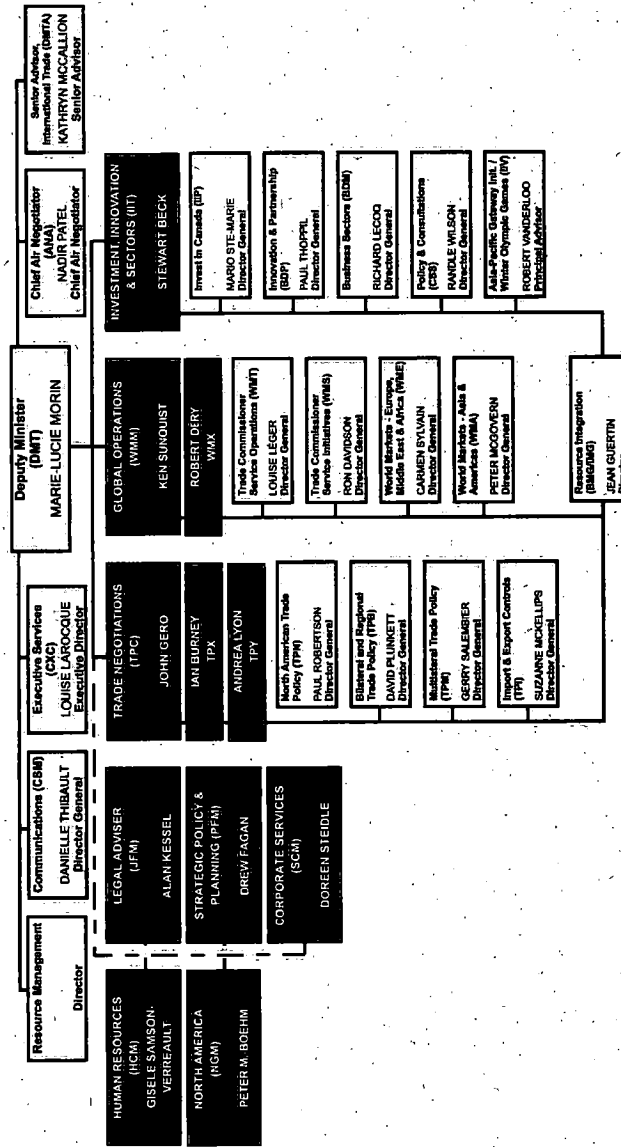 Deputy Minister
(DMT)
MARIE-LUCIE MORIN
Resource Management
Director
Communications (CBM)
DANIELLE THIBAULT
Director General
Executive Services
(CXC)
LOUISE LAROCQUE
Executive Director
Chief Air Negotiator
(ANA)
NADIR PATEL
Chief Air Negotiator
Senior Advisor,
International Trade (DMTA)
KATHRYN MCCALLION
Senior Advisor
HUMAN RESOURCES
(HCM)
GISELE SAMSON-
VERREAULT
NORTH AMERICA
(NGM)
PETER M. BOEHM
LEGAL ADVISER
(JFM)
ALAN KESSEL
STRATEGIC POLICY &
PLANNING (PFM)
DREW FAGAN
CORPORATE SERVICES
(SCM)
DOREEN STEIDLE
TRADE NEGOTIATIONS
(TPC)
JOHN GERO
IAN BURNEY
TPX
ANDREA LYON
TPY
North American Trade
Policy (TPN)
PAUL ROBERTSON
Director General
Bilateral and Regional
Trade Policy (TPB)
DAVID PLUNKETT
Director General
Multilateral Trade Policy
(TPM)
GERRY SALEMBIER
Director General
Import & Export Controls
(TPI)
SUZANNE MCKELLIPS
Director General
GLOBAL OPERATIONS
(WMM)
KEN SUNQUIST
ROBERT DERY
WMX
Trade Commissioner
Service Operations (WMT)
LOUISE LÉGER
Director General
Trade Commissioner
Service Initiatives (WMS)
RON DAVIDSON
Director General
World Markets - Europe,
Middle East & Africa (WME)
CARMEN SYLVAIN
Director General
World Markets - Asia &
Americas (WMA)
PETER MCGOVERN
Director General
INVESTMENT, INNOVATION
& SECTORS (IIT)
STEWART BECK
Invest in Canada (IIP)
MARIO STE-MARIE
Director General
Innovation & Partnership
(BDP)
PAUL THOPPIL
Director General
Business Sectors (BDM)
RICHARD LECOQ
Director General
Policy & Consultations
(CSS)
RANDLE WILSON
Director General
Asia-Pacific Gateway Init. /
Winter Olympic Games (IIV)
ROBERT VANDERLOO
Principal Advisor
Resource Integration
(BMG/IMG)
JEAN GUERTIN